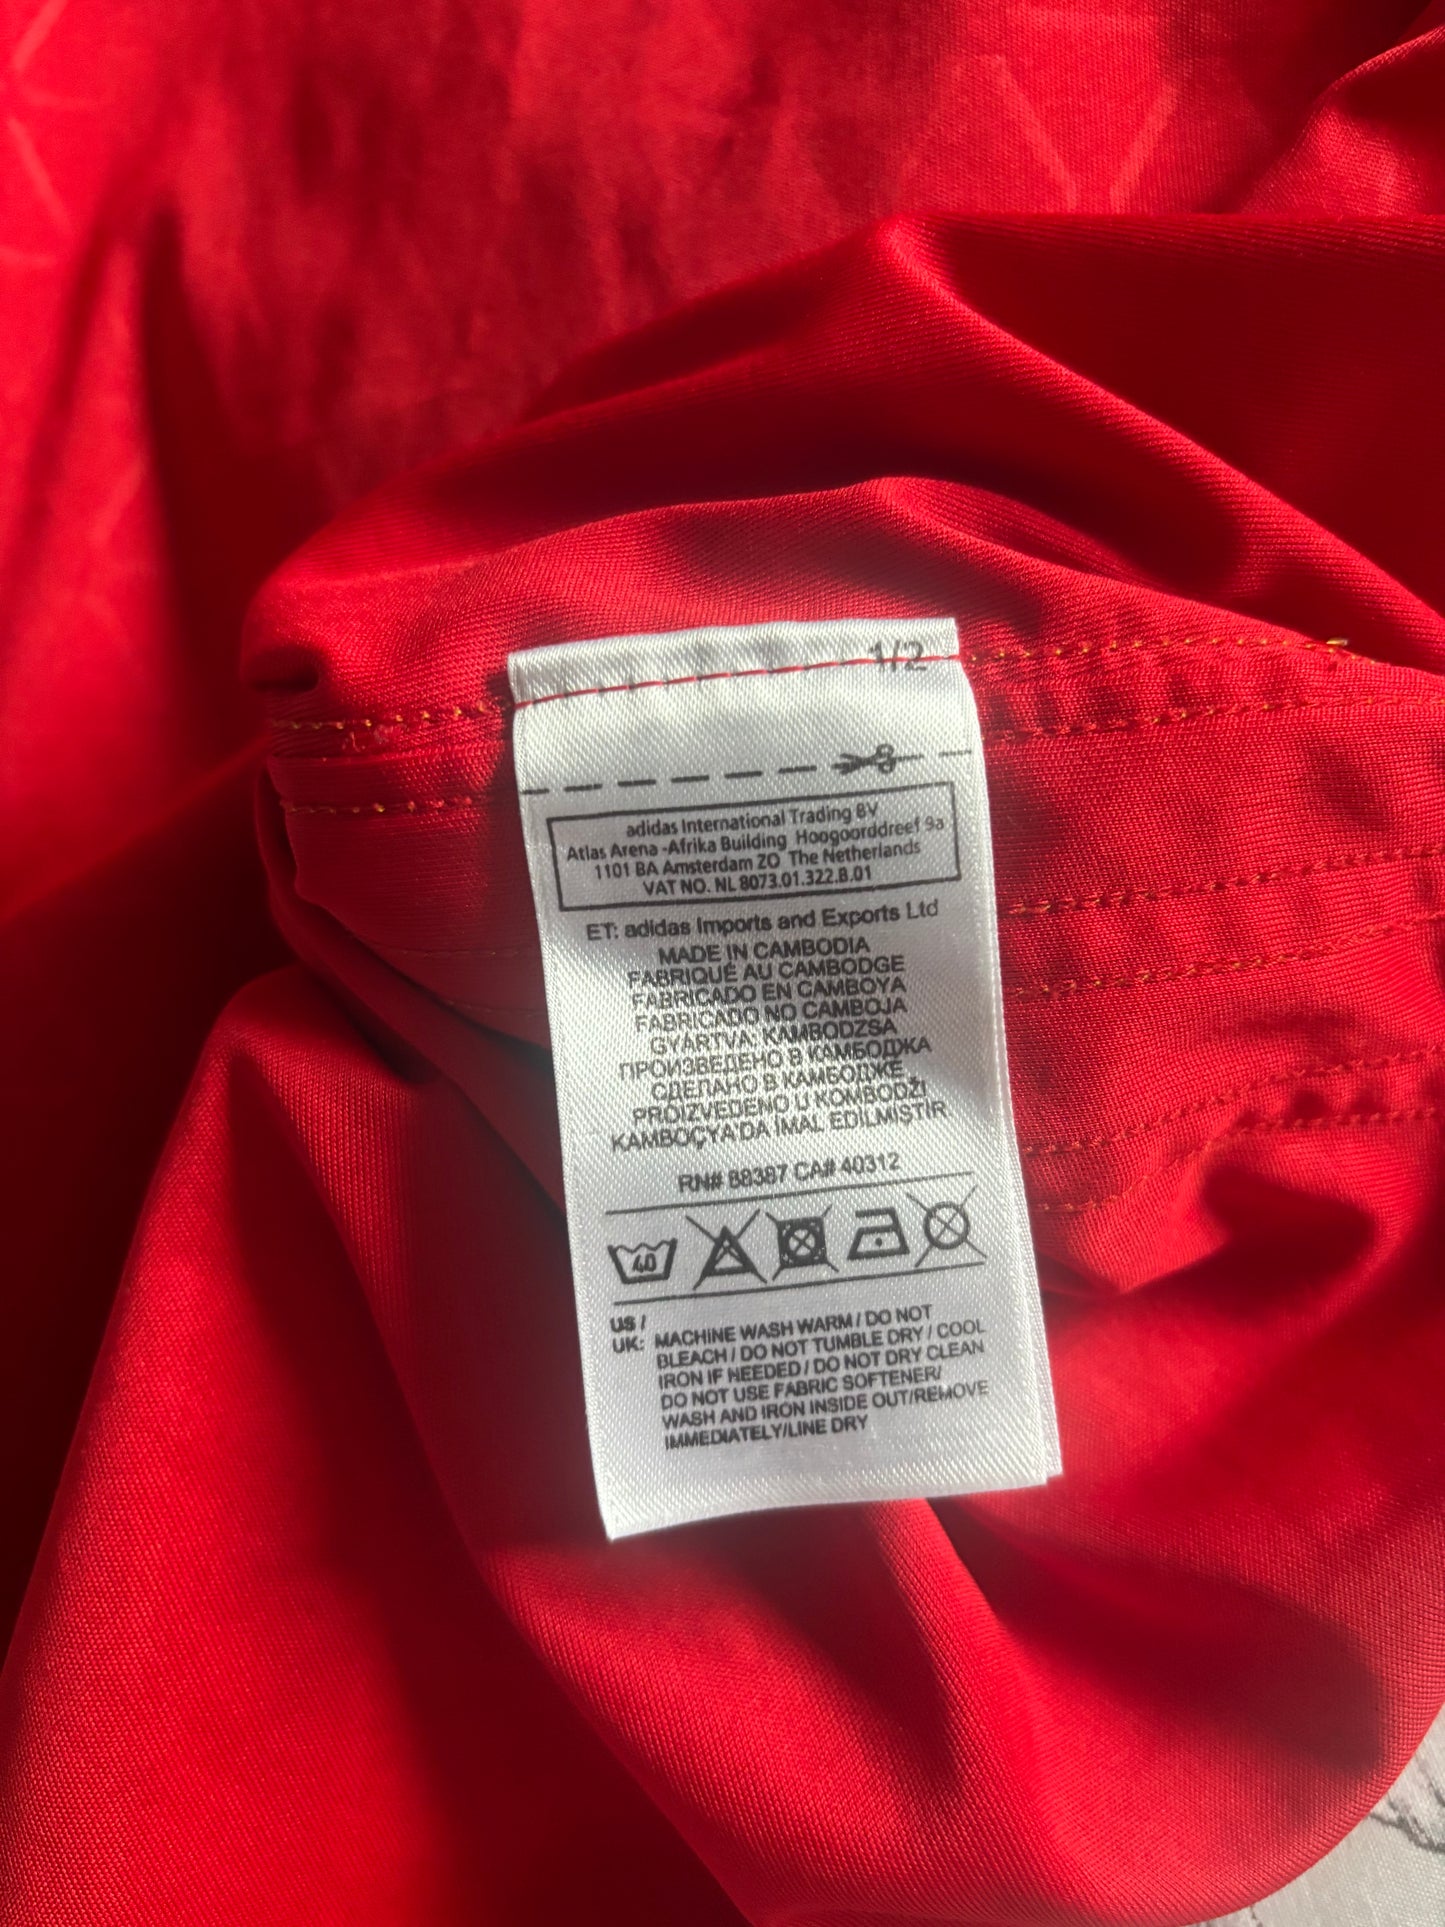 1/2
adidas International Trading BV
Atlas Arena -Afrika Building Hoogoorddreef 9a
1101 BA Amsterdam ZO The Netherlands
VAT NO. NL 8073.01.322.B.01
ET: adidas Imports and Exports Ltd
MADE IN CAMBODIA
FABRIQUÉ AU CAMBODGE
FABRICADO EN CAMBOYA
FABRICADO NO CAMBOJA
GYÁRTVA: KAMBODZSA
ПРОИЗВЕДЕНО В КАМБОДЖА
СДЕЛАНО В КАМБОДЖЕ
PROIZVEDENO U KOMBODŽI
KAMBOÇYA'DA İMAL EDİLMİŞTİR
RN# 88387 CA# 40312
40
US /
UK: MACHINE WASH WARM / DO NOT
BLEACH / DO NOT TUMBLE DRY / COOL
IRON IF NEEDED / DO NOT DRY CLEAN
DO NOT USE FABRIC SOFTENER/
WASH AND IRON INSIDE OUT/REMOVE
IMMEDIATELY/LINE DRY